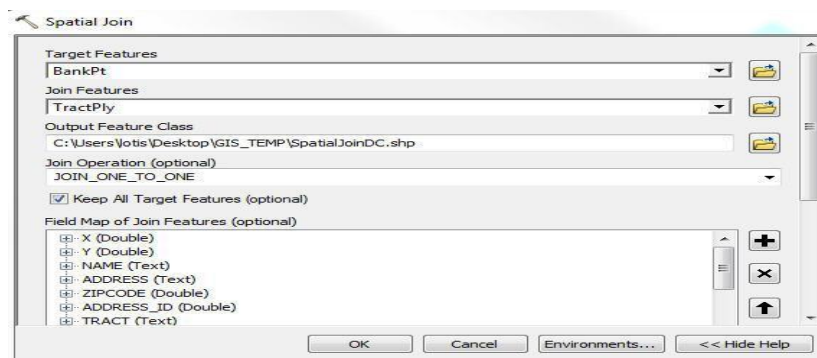 Spatial Join
Target Features
BankPt
Join Features
TractPly
Output Feature Class
C:\Users\lotis\Desktop\GIS_TEMP\SpatialJoinDC.shp
Join Operation (optional)
JOIN_ONE_TO_ONE
Keep All Target Features (optional)
Field Map of Join Features (optional)
X (Double)
Y (Double)
NAME (Text)
ADDRESS (Text)
ZIPCODE (Double)
ADDRESS_ID (Double)
TRACT (Text)
OK Cancel Environments... << Hide Help